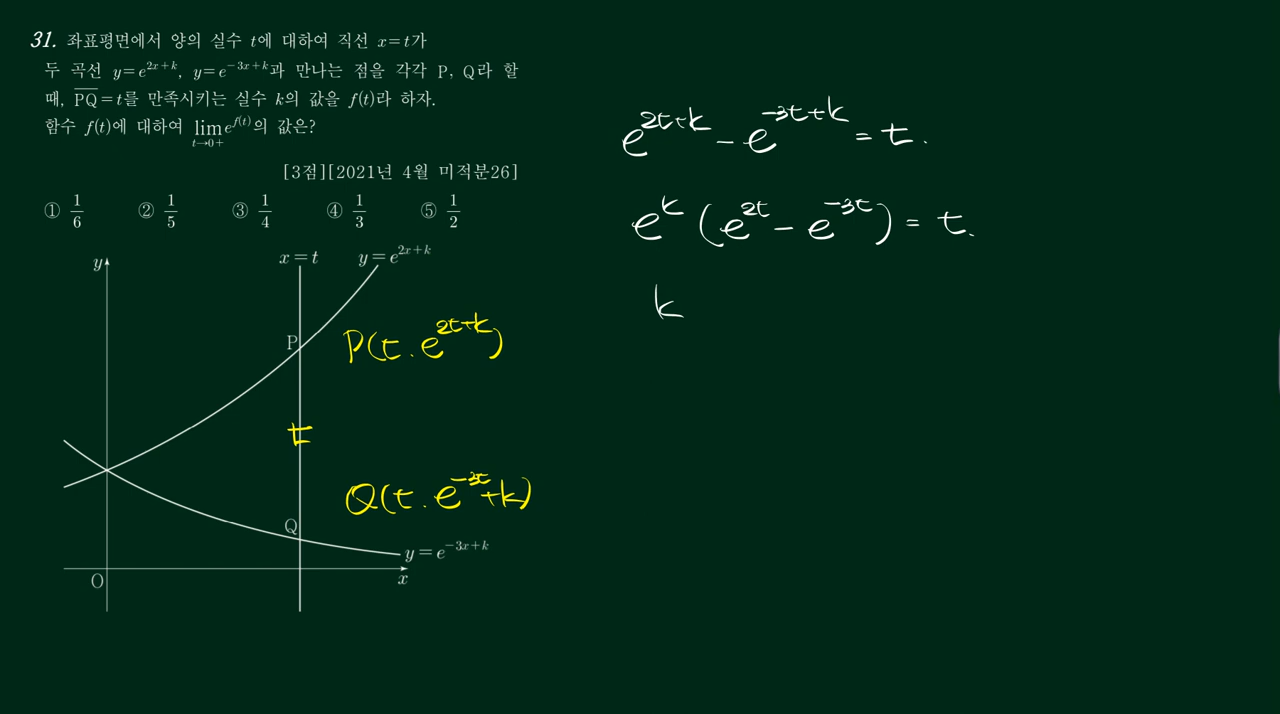 31. 좌표평면에서 양의 실수 t에 대하여 직선 x=t가
두 곡선 y=e^{2x+k}, y=e^{-3x+k}과 만나는 점을 각각 P, Q라 할
때, \overline{PQ}=t를 만족시키는 실수 k의 값을 f(t)라 하자.
함수 f(t)에 대하여 \lim_{t→0+} e^{f(t)}의 값은?
[3점][2021년 4월 미적분26]
① 1/6 ② 1/5 ③ 1/4 ④ 1/3 ⑤ 1/2
y
x=t
y=e^{2x+k}
P
P(t. e^{2t+k})
t
Q(t. e^{-3t}+k)
Q
y=e^{-3x+k}
O
x
e^{2t+k} - e^{-3t+k} = t.
e^{k}(e^{2t} - e^{-3t}) = t.
k